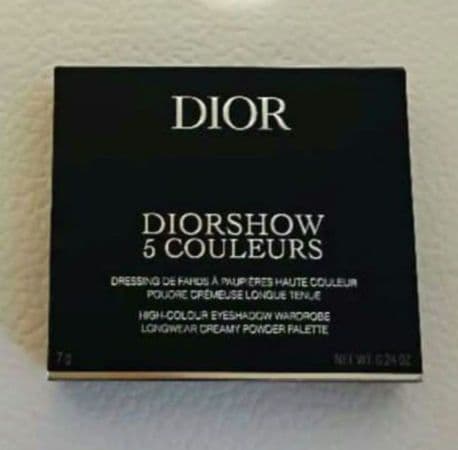 DIOR
DIORSHOW
5 COULEURS
DRESSING DE FARDS À PAUPIÈRES HAUTE COULEUR
POUDRE CRÉMEUSE LONGUE TENUE
HIGH-COLOUR EYESHADOW WARDROBE
LONGWEAR CREAMY POWDER PALETTE
7 g NET WT. 0.24 OZ.